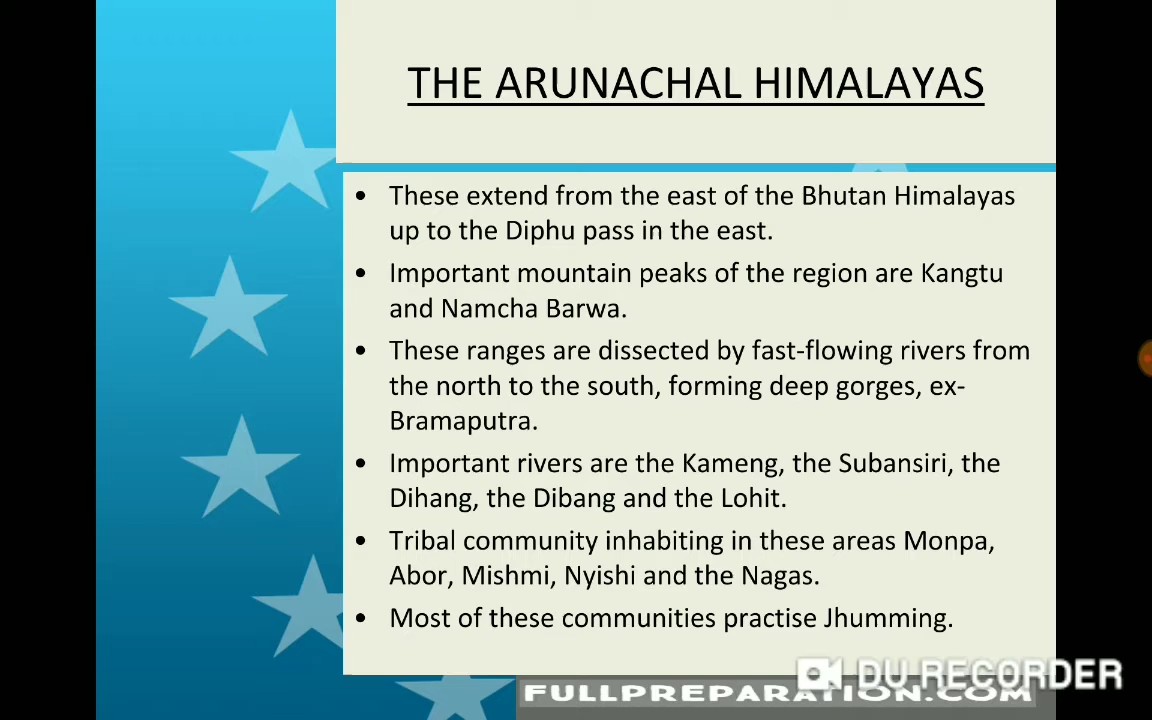 THE ARUNACHAL HIMALAYAS
• These extend from the east of the Bhutan Himalayas
up to the Diphu pass in the east.
• Important mountain peaks of the region are Kangtu
and Namcha Barwa.
• These ranges are dissected by fast-flowing rivers from
the north to the south, forming deep gorges, ex-
Bramaputra.
• Important rivers are the Kameng, the Subansiri, the
Dihang, the Dibang and the Lohit.
• Tribal community inhabiting in these areas Monpa,
Abor, Mishmi, Nyishi and the Nagas.
• Most of these communities practise Jhumming.
DU RECORDER
FULLPREPARATION.COM